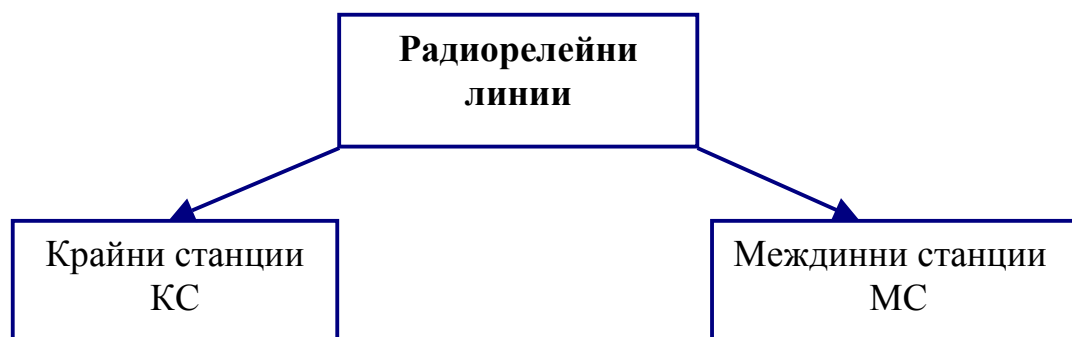 Радиорелейни
линии
Крайни станции
КС
Междинни станции
МС